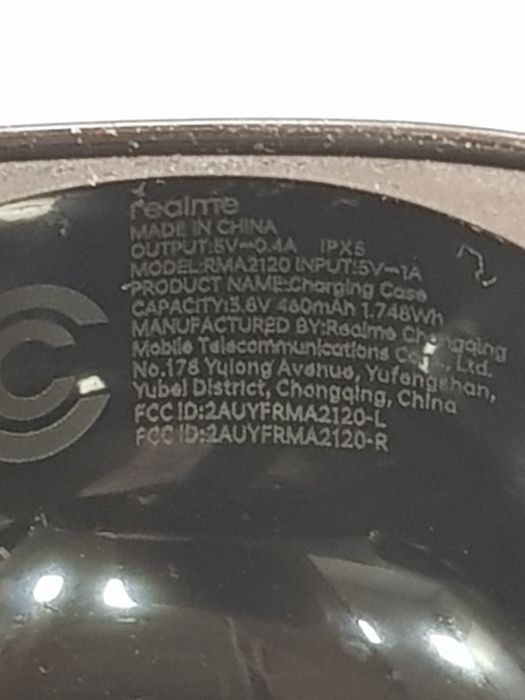 realme
MADE IN CHINA
OUTPUT:5V⎓0.4A IPX5
MODEL:RMA2120 INPUT:5V⎓1A
PRODUCT NAME:Charging Case
CAPACITY:3.8V 460mAh 1.748Wh
MANUFACTURED BY:Realme Chongqing
Mobile Telecommunications Ltd.
No.178 Yulong Avenue, Yufengshan,
Yubei District, Chongqing, China
FCC ID:2AUYFRMA2120-L
FCC ID:2AUYFRMA2120-R